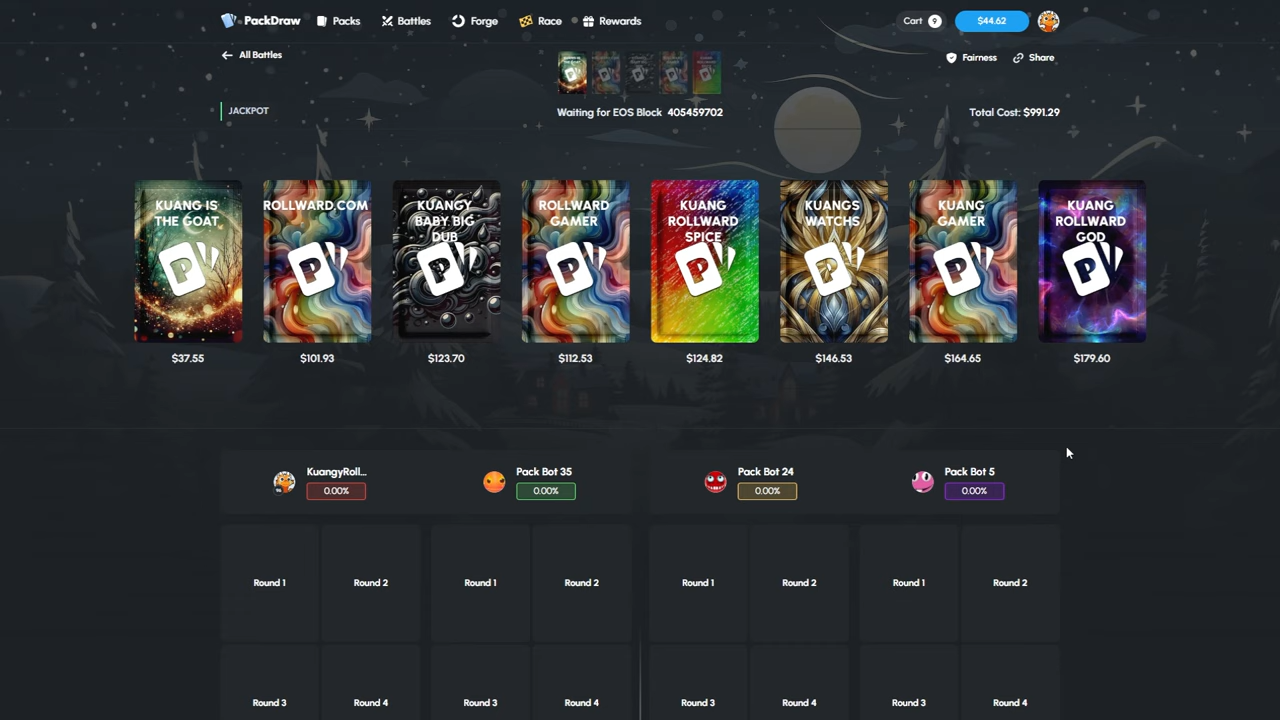 PackDraw Packs Battles Forge Race Rewards Cart 9 $44.62
All Battles
Fairness Share
JACKPOT
Waiting for EOS Block 405459702
Total Cost: $991.29
KUANG IS
THE GOAT
P
$37.55
ROLLWARD.COM
P
$101.93
KUANGY
BABY BIG
DUB
P
$123.70
ROLLWARD
GAMER
P
$112.53
KUANG
ROLLWARD
SPICE
P
$124.82
KUANGS
WATCHS
P
$146.53
KUANG
GAMER
P
$164.65
KUANG
ROLLWARD
GOD
P
$179.60
KuangyRoll...
0.00%
Pack Bot 35
0.00%
Pack Bot 24
0.00%
Pack Bot 5
0.00%
Round 1 Round 2 Round 1 Round 2 Round 1 Round 2 Round 1 Round 2
Round 3 Round 4 Round 3 Round 4 Round 3 Round 4 Round 3 Round 4